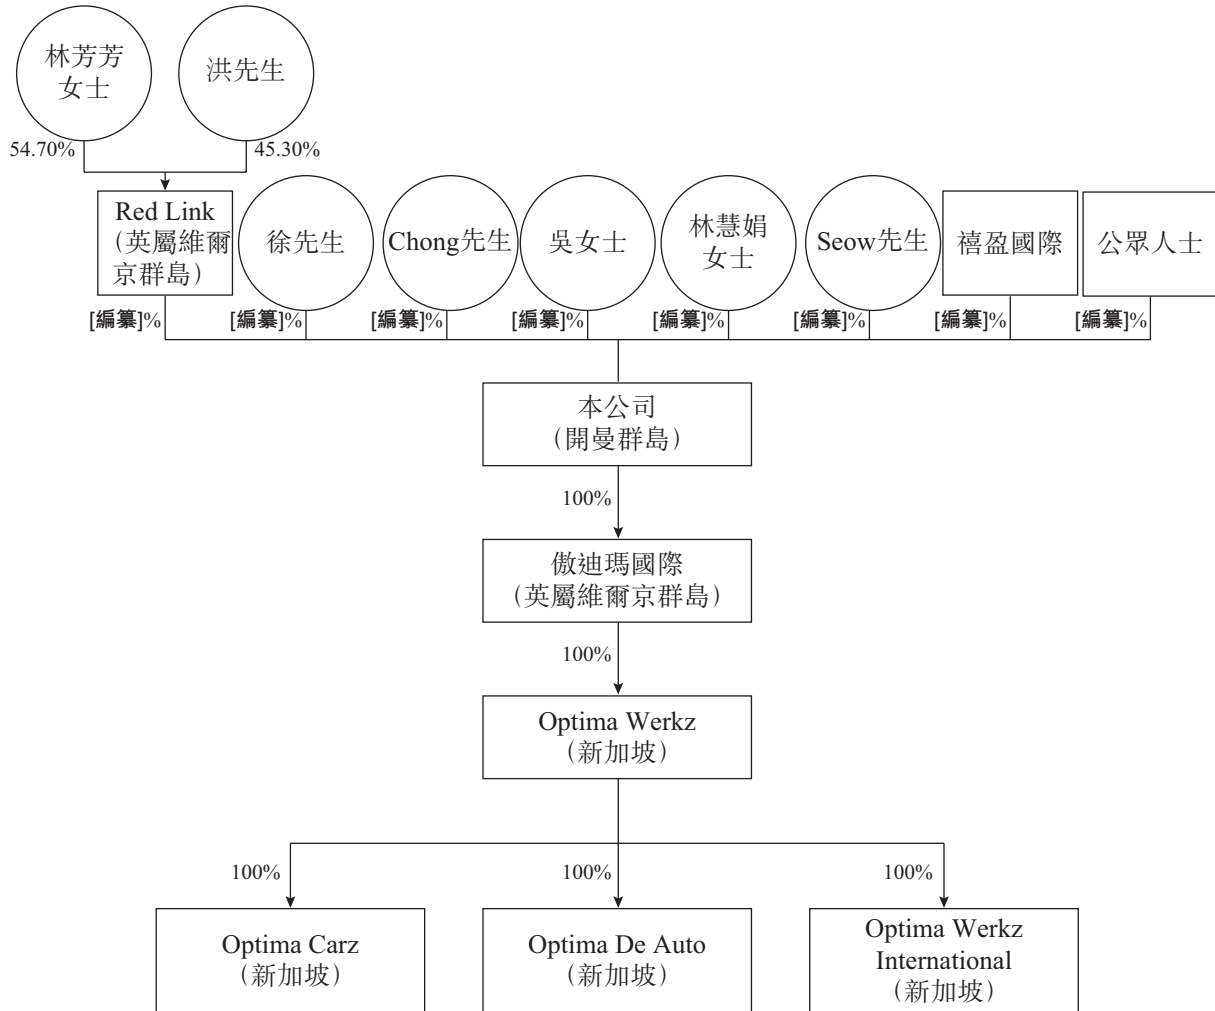 林芳芳
女士
洪先生
54.70%
45.30%
Red Link
（英屬維爾
京群島）
徐先生
Chong先生
吳女士
林慧娟
女士
Seow先生
禧盈國際
公眾人士
[編纂]%
[編纂]%
[編纂]%
[編纂]%
[編纂]%
[編纂]%
[編纂]%
[編纂]%
本公司
（開曼群島）
100%
傲迪瑪國際
（英屬維爾京群島）
100%
Optima Werkz
（新加坡）
100%
100%
100%
Optima Carz
（新加坡）
Optima De Auto
（新加坡）
Optima Werkz
International
（新加坡）